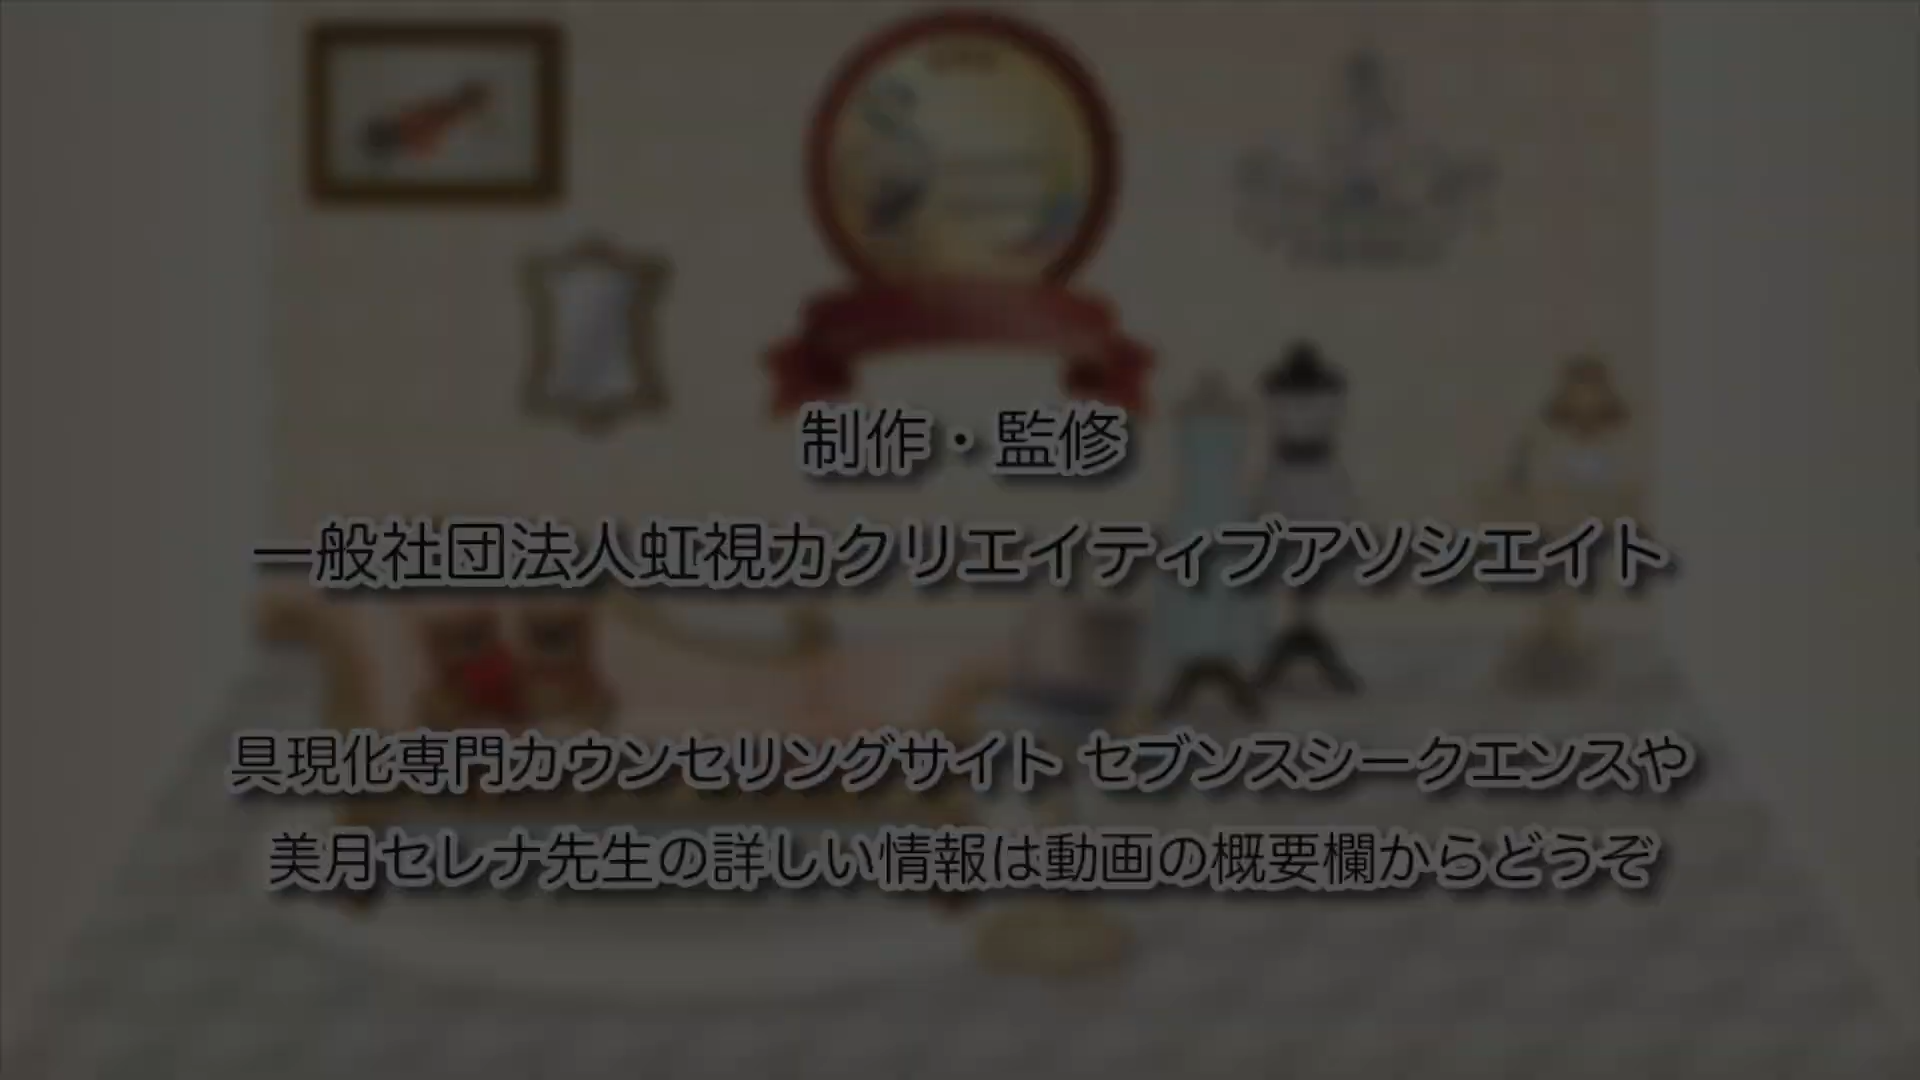 制作・監修
一般社団法人虹視力クリエイティブアソシエイト
具現化専門カウンセリングサイト セブンスシークエンスや
美月セレナ先生の詳しい情報は動画の概要欄からどうぞ